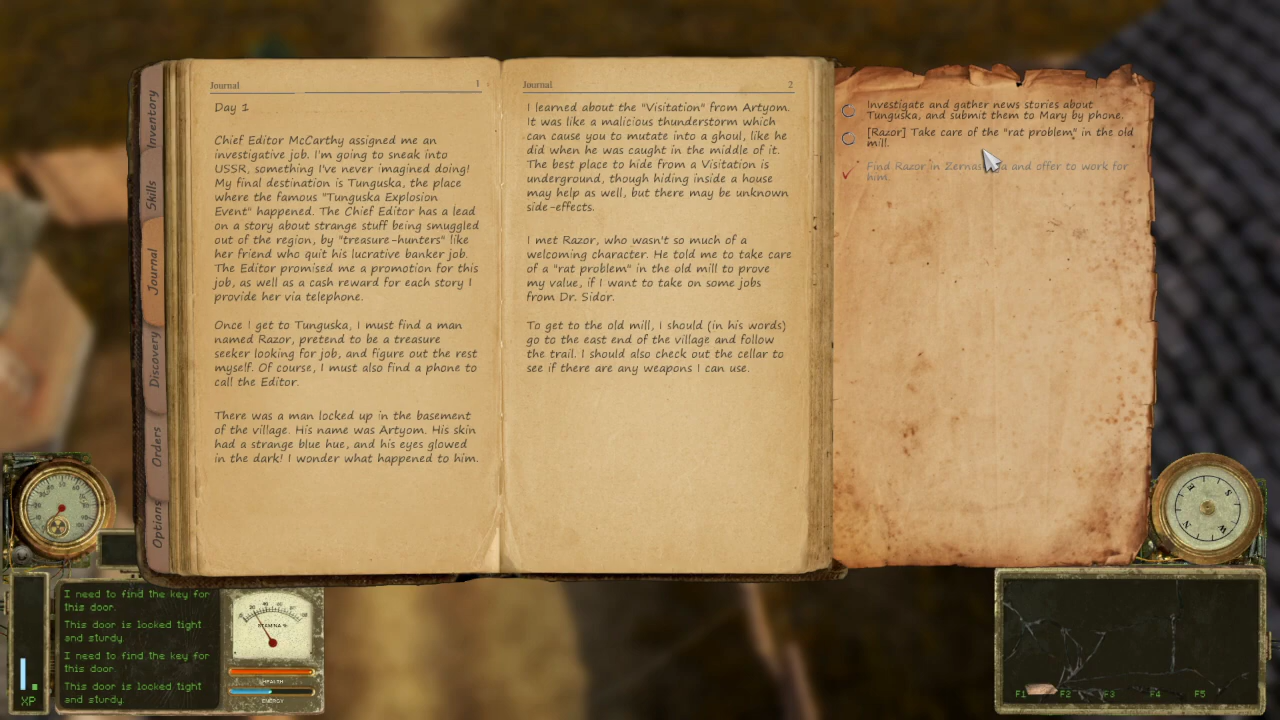 Inventory
Skills
Journal
Discovery
Orders
Options
Journal 1
Day 1
Chief Editor McCarthy assigned me an
investigative job. I'm going to sneak into
USSR, something I've never imagined doing!
My final destination is Tunguska, the place
where the famous "Tunguska Explosion
Event" happened. The Chief Editor has a lead
on a story about strange stuff being smuggled
out of the region, by "treasure-hunters" like
her friend who quit his lucrative banker job.
The Editor promised me a promotion for this
job, as well as a cash reward for each story I
provide her via telephone.
Once I get to Tunguska, I must find a man
named Razor, pretend to be a treasure
seeker looking for job, and figure out the rest
myself. Of course, I must also find a phone to
call the Editor.
There was a man locked up in the basement
of the village. His name was Artyom. His skin
had a strange blue hue, and his eyes glowed
in the dark! I wonder what happened to him.
Journal 2
I learned about the "Visitation" from Artyom.
It was like a malicious thunderstorm which
can cause you to mutate into a ghoul, like he
did when he was caught in the middle of it.
The best place to hide from a Visitation is
underground, though hiding inside a house
may help as well, but there may be unknown
side-effects.
I met Razor, who wasn't so much of a
welcoming character. He told me to take care
of a "rat problem" in the old mill to prove
my value, if I want to take on some jobs
from Dr. Sidor.
To get to the old mill, I should (in his words)
go to the east end of the village and follow
the trail. I should also check out the cellar to
see if there are any weapons I can use.
Investigate and gather news stories about
Tunguska, and submit them to Mary by phone.
[Razor] Take care of the "rat problem" in the old
mill.
Find Razor in and offer to work for
him.
I need to find the key for
this door.
This door is locked tight
and sturdy.
I need to find the key for
this door.
This door is locked tight
and sturdy.
XP
STAMINA %
HEALTH
ENERGY
F1 F2 F3 F4 F5